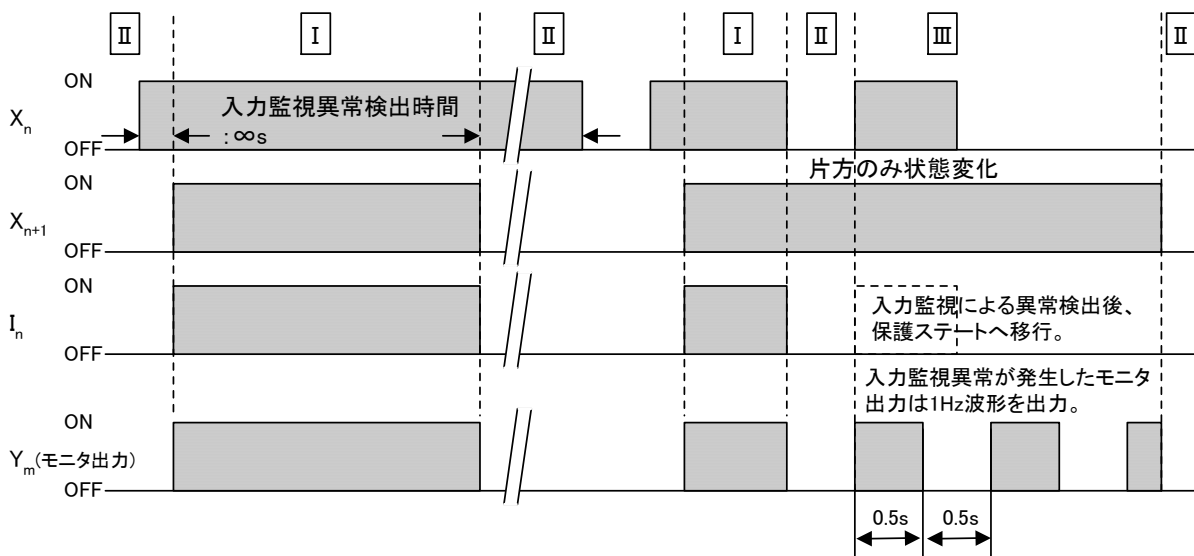 Ⅱ Ⅰ Ⅱ Ⅰ Ⅱ Ⅲ Ⅱ
ON
Xn
OFF
入力監視異常検出時間
:∞s
片方のみ状態変化
ON
Xn+1
OFF
ON
In
OFF
入力監視による異常検出後、
保護ステートへ移行。
入力監視異常が発生したモニタ
出力は1Hz波形を出力。
ON
Ym(モニタ出力)
OFF
0.5s 0.5s